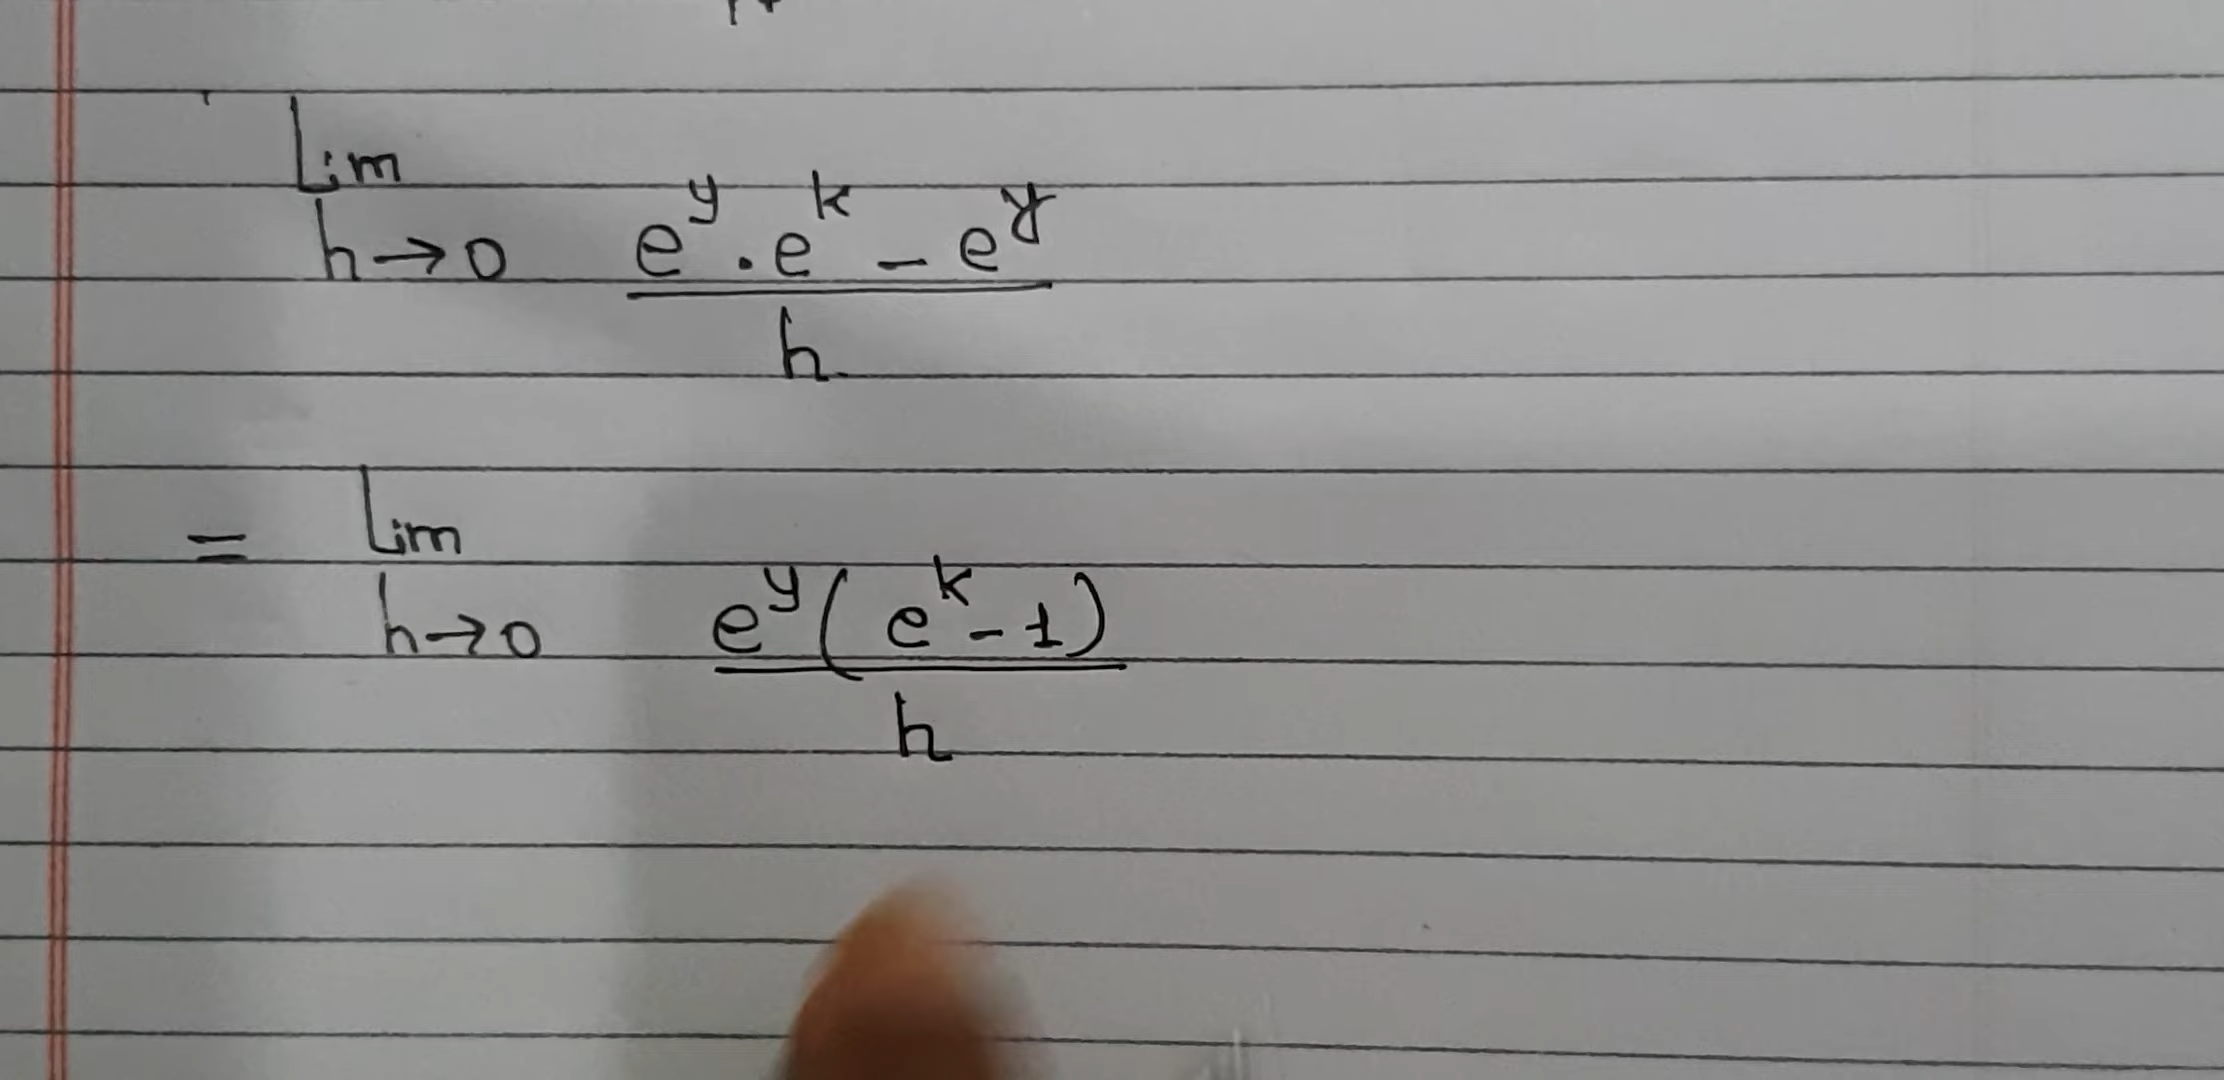 Lim
h→0 e^y . e^k - e^y / h
= Lim
h→0 e^y ( e^k - 1 ) / h